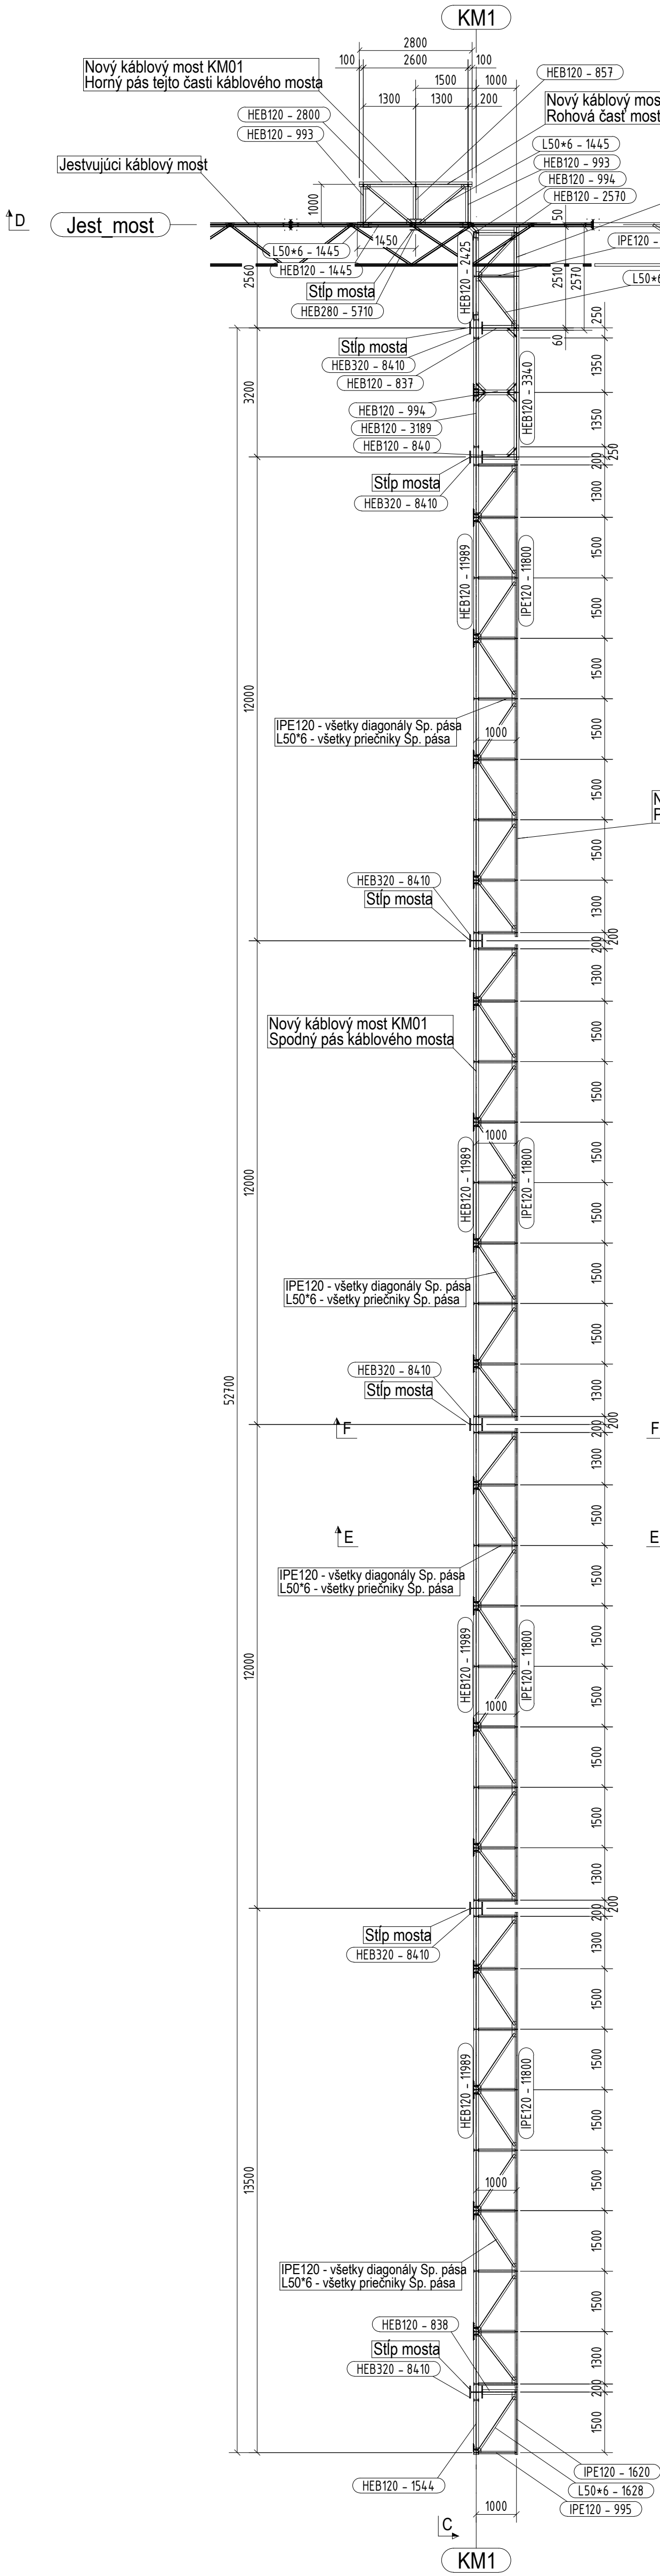 KM1
2800
100
2600
100
1500
1000
1300
1300
200
Nový káblový most KM01
Horný pás tejto časti káblového mosta
HEB120 - 857
HEB120 - 2800
HEB120 - 993
Nový káblový mos
Rohová časť most
L50*6 - 1445
HEB120 - 993
HEB120 - 994
HEB120 - 2570
Jestvujúci káblový most
1000
D
Jest_most
50
1450
L50*6 - 1445
HEB120 - 1445
HEB120 - 2425
IPE120 -
2560
2510
2570
L50*6
Stĺp mosta
HEB280 - 5710
250
60
Stĺp mosta
HEB320 - 8410
HEB120 - 837
3200
1350
HEB120 - 3340
HEB120 - 994
HEB120 - 3189
HEB120 - 840
1350
250
200
Stĺp mosta
HEB320 - 8410
1300
1500
HEB120 - 11989
IPE120 - 11800
1500
1500
12000
IPE120 - všetky diagonály Sp. pása
L50*6 - všetky priečniky Sp. pása
1000
1500
1500
N
P
1500
1500
HEB320 - 8410
Stĺp mosta
1300
200
200
1300
Nový káblový most KM01
Spodný pás káblového mosta
1500
1500
1000
12000
HEB120 - 11989
IPE120 - 11800
1500
1500
IPE120 - všetky diagonály Sp. pása
L50*6 - všetky priečniky Sp. pása
1500
1500
1500
HEB320 - 8410
Stĺp mosta
52700
1300
200
200
F
F
1300
1500
E
E
IPE120 - všetky diagonály Sp. pása
L50*6 - všetky priečniky Sp. pása
1500
12000
HEB120 - 11989
IPE120 - 11800
1500
1000
1500
1500
1500
1500
1300
200
200
Stĺp mosta
HEB320 - 8410
1300
1500
HEB120 - 11989
IPE120 - 11800
1500
1500
13500
1000
1500
1500
IPE120 - všetky diagonály Sp. pása
L50*6 - všetky priečniky Sp. pása
1500
1500
HEB120 - 838
Stĺp mosta
HEB320 - 8410
1300
200
1500
IPE120 - 1620
HEB120 - 1544
L50*6 - 1628
1000
IPE120 - 995
C
KM1